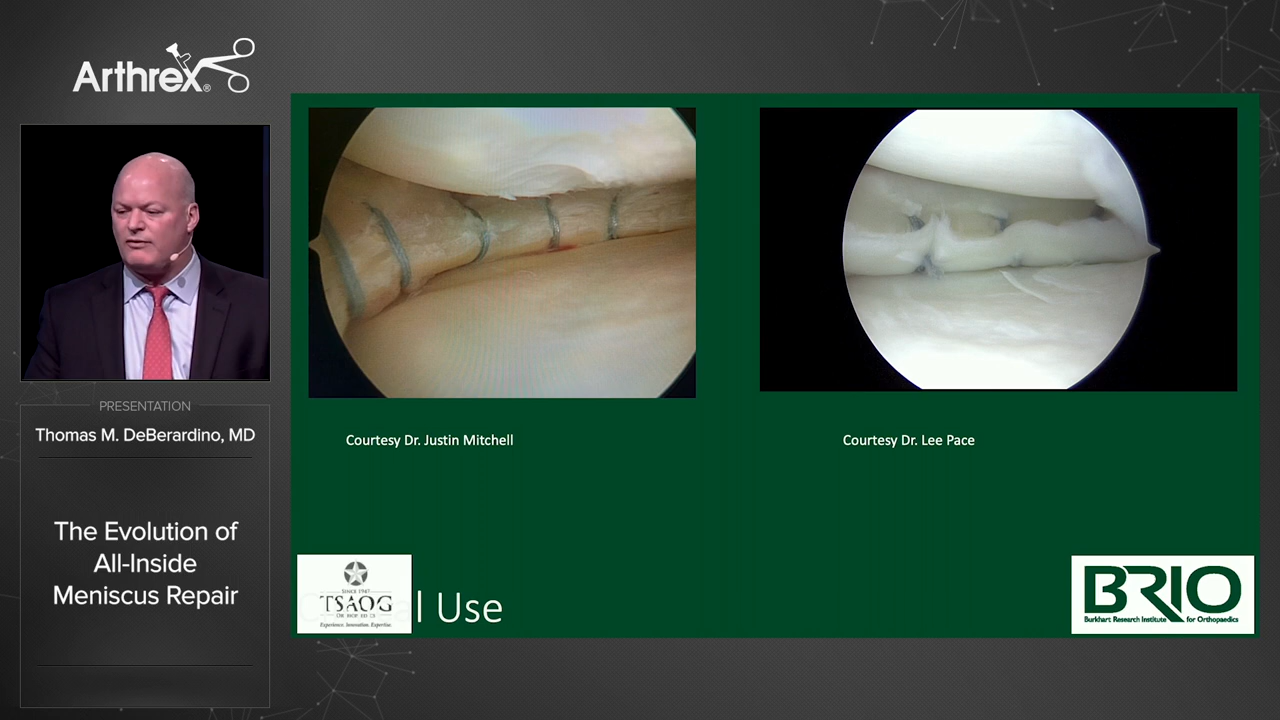 Arthrex®
PRESENTATION
Thomas M. DeBerardino, MD
The Evolution of
All-Inside
Meniscus Repair
Courtesy Dr. Justin Mitchell
Courtesy Dr. Lee Pace
SINCE 1947
TSAOG
ORTHOPAEDICS
Experience. Innovation. Expertise.
l Use
BRIO
Burkhart Research Institute for Orthopaedics